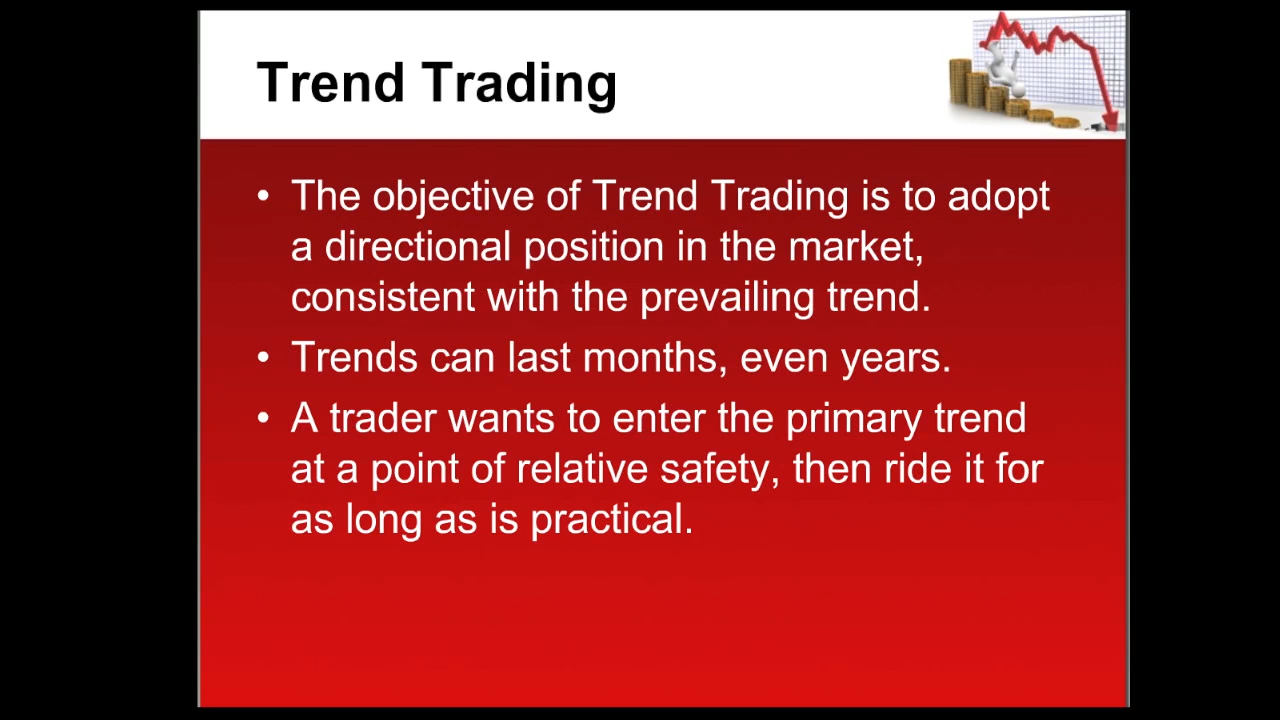 Trend Trading
• The objective of Trend Trading is to adopt
a directional position in the market,
consistent with the prevailing trend.
• Trends can last months, even years.
• A trader wants to enter the primary trend
at a point of relative safety, then ride it for
as long as is practical.